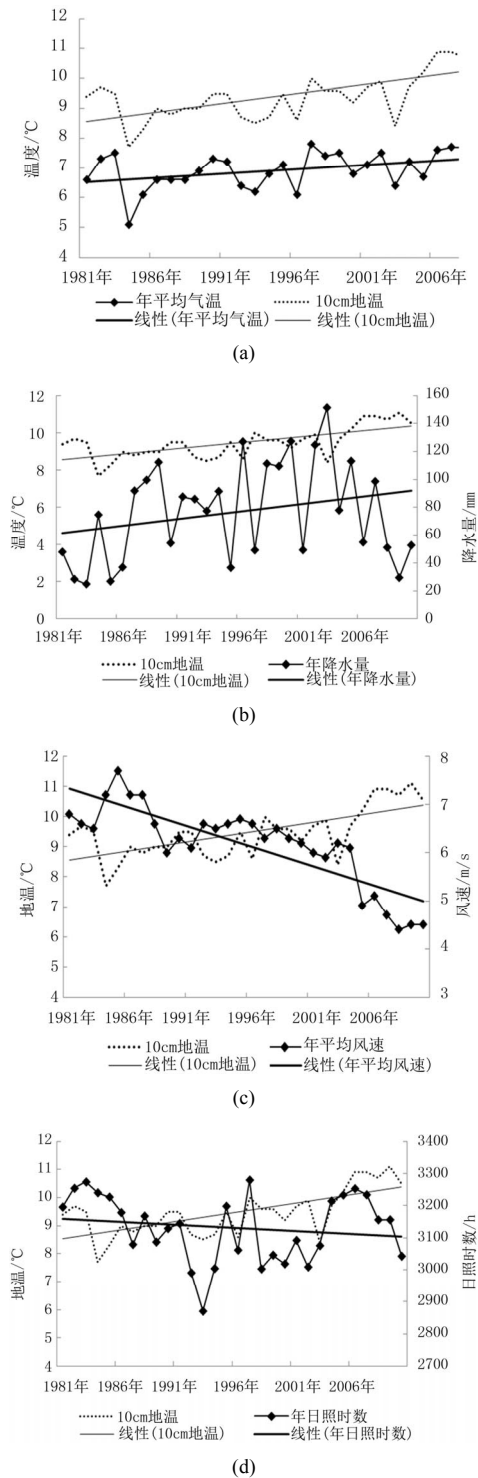 12
11
10
9
8
7
6
5
4
温度/℃
1981年 1986年 1991年 1996年 2001年 2006年
年平均气温 10cm地温
线性(年平均气温) 线性(10cm地温)
(a)
12
10
8
6
4
2
0
温度/℃
160
140
120
100
80
60
40
20
0
降水量/mm
1981年 1986年 1991年 1996年 2001年 2006年
10cm地温 年降水量
线性(10cm地温) 线性(年降水量)
(b)
12
11
10
9
8
7
6
5
4
地温/℃
8
7
6
5
4
3
风速/m/s
1981年 1986年 1991年 1996年 2001年 2006年
10cm地温 年平均风速
线性(10cm地温) 线性(年平均风速)
(c)
12
11
10
9
8
7
6
5
4
地温/℃
3400
3300
3200
3100
3000
2900
2800
2700
日照时数/h
1981年 1986年 1991年 1996年 2001年 2006年
10cm地温 年日照时数
线性(10cm地温) 线性(年日照时数)
(d)